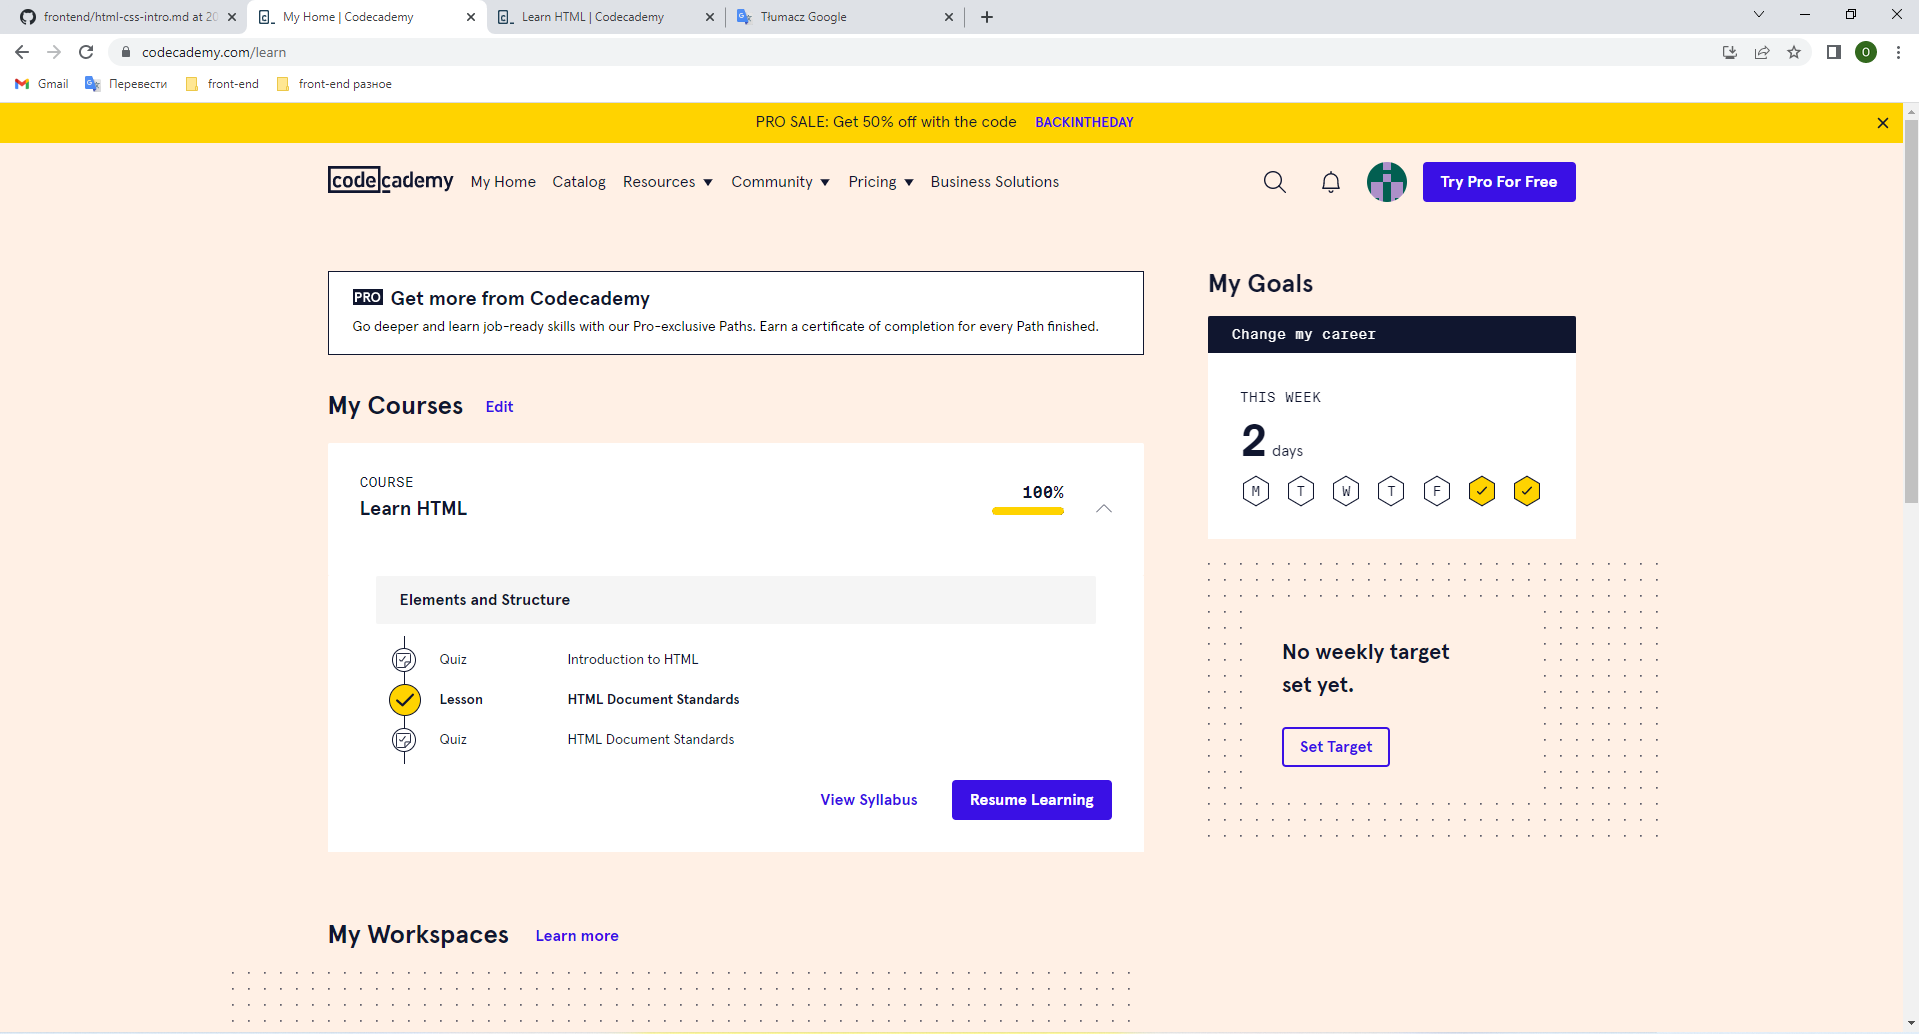 frontend/html-css-intro.md at 20
My Home | Codecademy
Learn HTML | Codecademy
Tłumacz Google
codecademy.com/learn
O
Gmail
Перевести
front-end
front-end разное
PRO SALE: Get 50% off with the code BACKINTHEDAY
codecademy
My Home
Catalog
Resources
Community
Pricing
Business Solutions
Try Pro For Free
PRO Get more from Codecademy
Go deeper and learn job-ready skills with our Pro-exclusive Paths. Earn a certificate of completion for every Path finished.
My Courses
Edit
COURSE
Learn HTML
100%
Elements and Structure
Quiz Introduction to HTML
Lesson HTML Document Standards
Quiz HTML Document Standards
View Syllabus
Resume Learning
My Workspaces
Learn more
My Goals
Change my career
THIS WEEK
2 days
M T W T F
No weekly target
set yet.
Set Target